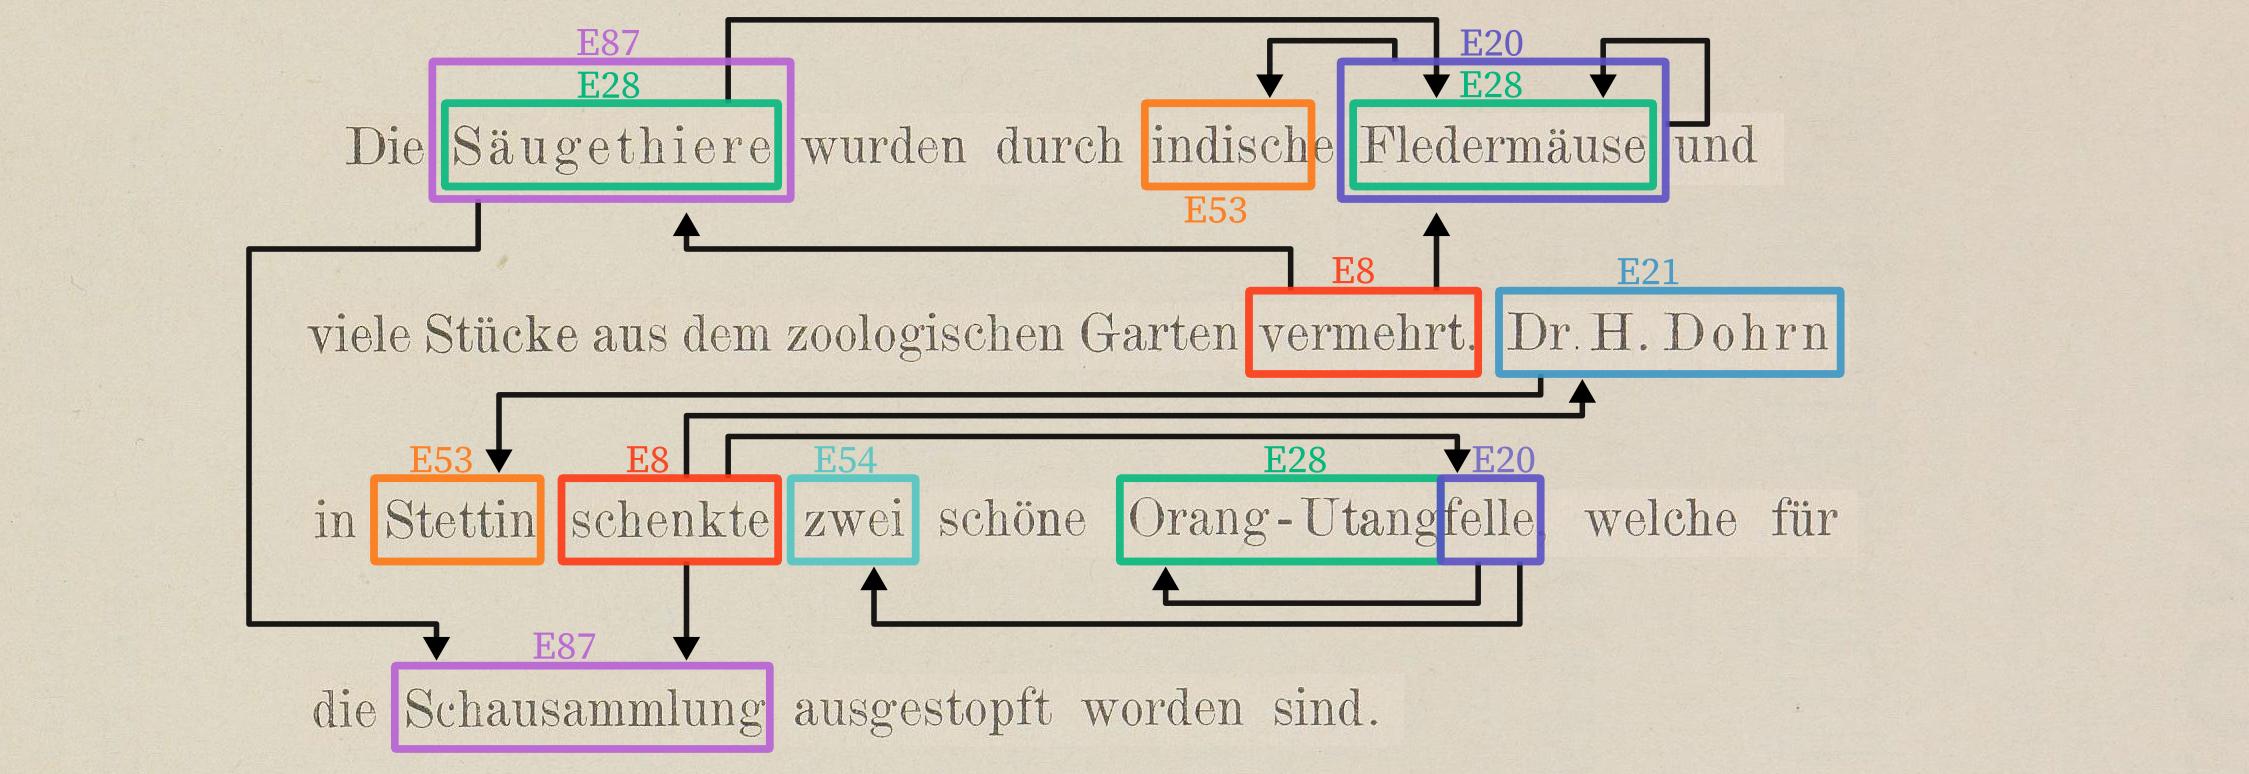 E87 E20
E28 E28
Die Säugethiere wurden durch indische Fledermäuse und
E53
E8 E21
viele Stücke aus dem zoologischen Garten vermehrt. Dr. H. Dohrn
E53 E8 E54 E28 E20
in Stettin schenkte zwei schöne Orang-Utangfelle, welche für
E87
die Schausammlung ausgestopft worden sind.